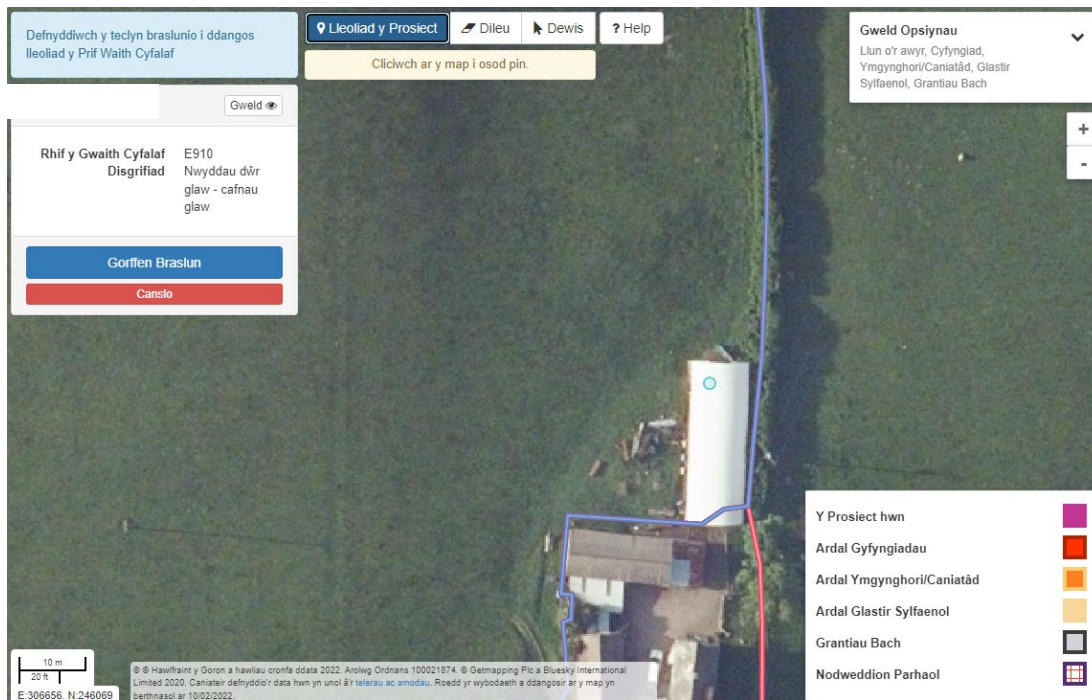 Defnyddiwch y teclyn braslunio i ddangos
lleoliad y Prif Waith Cyfalaf
Lleoliad y Prosiect
Dileu
Dewis
? Help
Cliciwch ar y map i osod pin.
Gweld Opsiynau
Llun o'r awyr, Cyfyngiad,
Ymgynghori/Caniatâd, Glastir
Sylfaenol, Grantiau Bach
+
-
Gweld
Rhif y Gwaith Cyfalaf E910
Disgrifiad Nwyddau dŵr
glaw - cafnau
glaw
Gorffen Braslun
Canslo
Y Prosiect hwn
Ardal Gyfyngiadau
Ardal Ymgynghori/Caniatâd
Ardal Glastir Sylfaenol
Grantiau Bach
Nodweddion Parhaol
10 m
20 ft
E:306656, N:246069
© ® Hawlfraint y Goron a hawliau cronfa ddata 2022. Arolwg Ordnans 100021874. © Getmapping Plc a Bluesky International
Limited 2020. Caniateir defnyddio'r data hwn yn unol â'r telerau ac amodau. Roedd yr wybodaeth a ddangosir ar y map yn
berthnasol ar 10/02/2022.